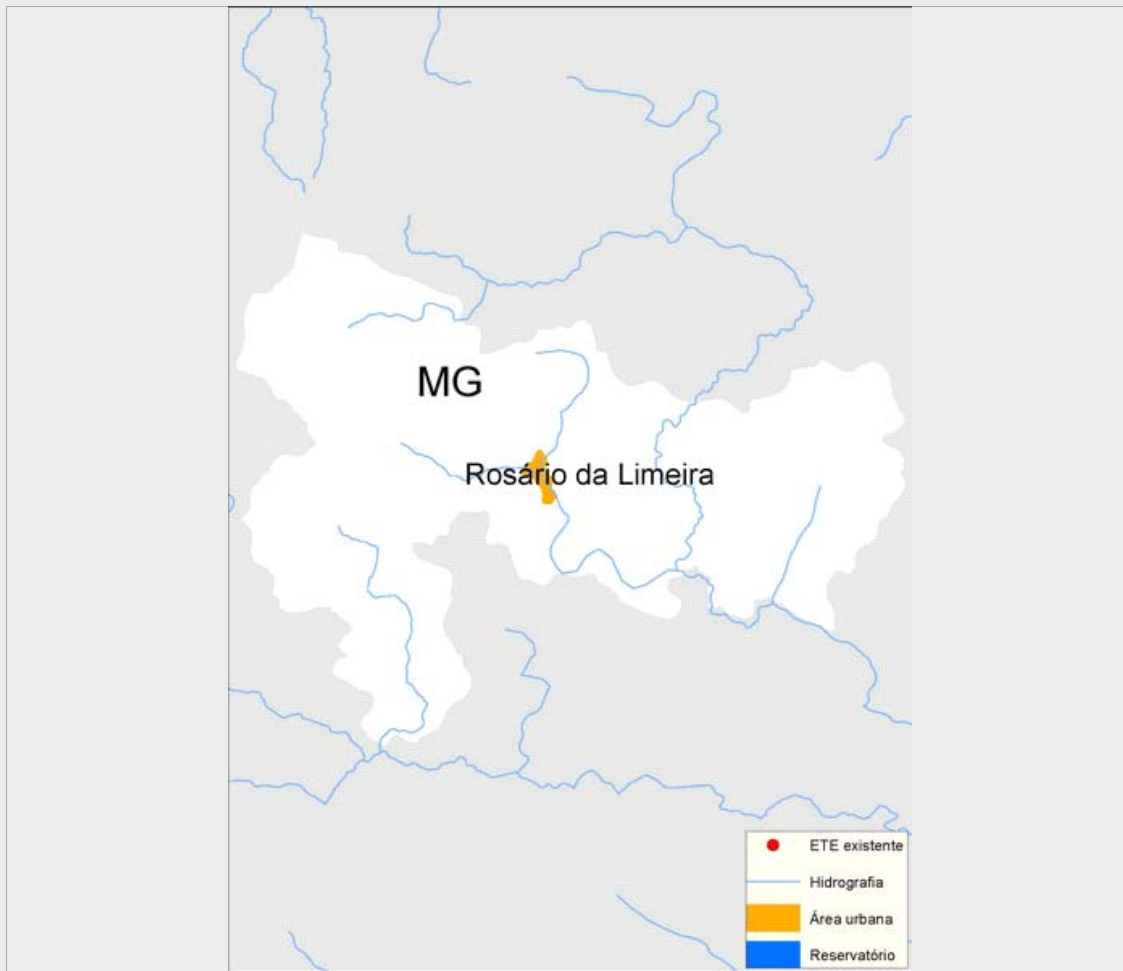 MG
Rosário da Limeira
ETE existente
Hidrografia
Área urbana
Reservatório